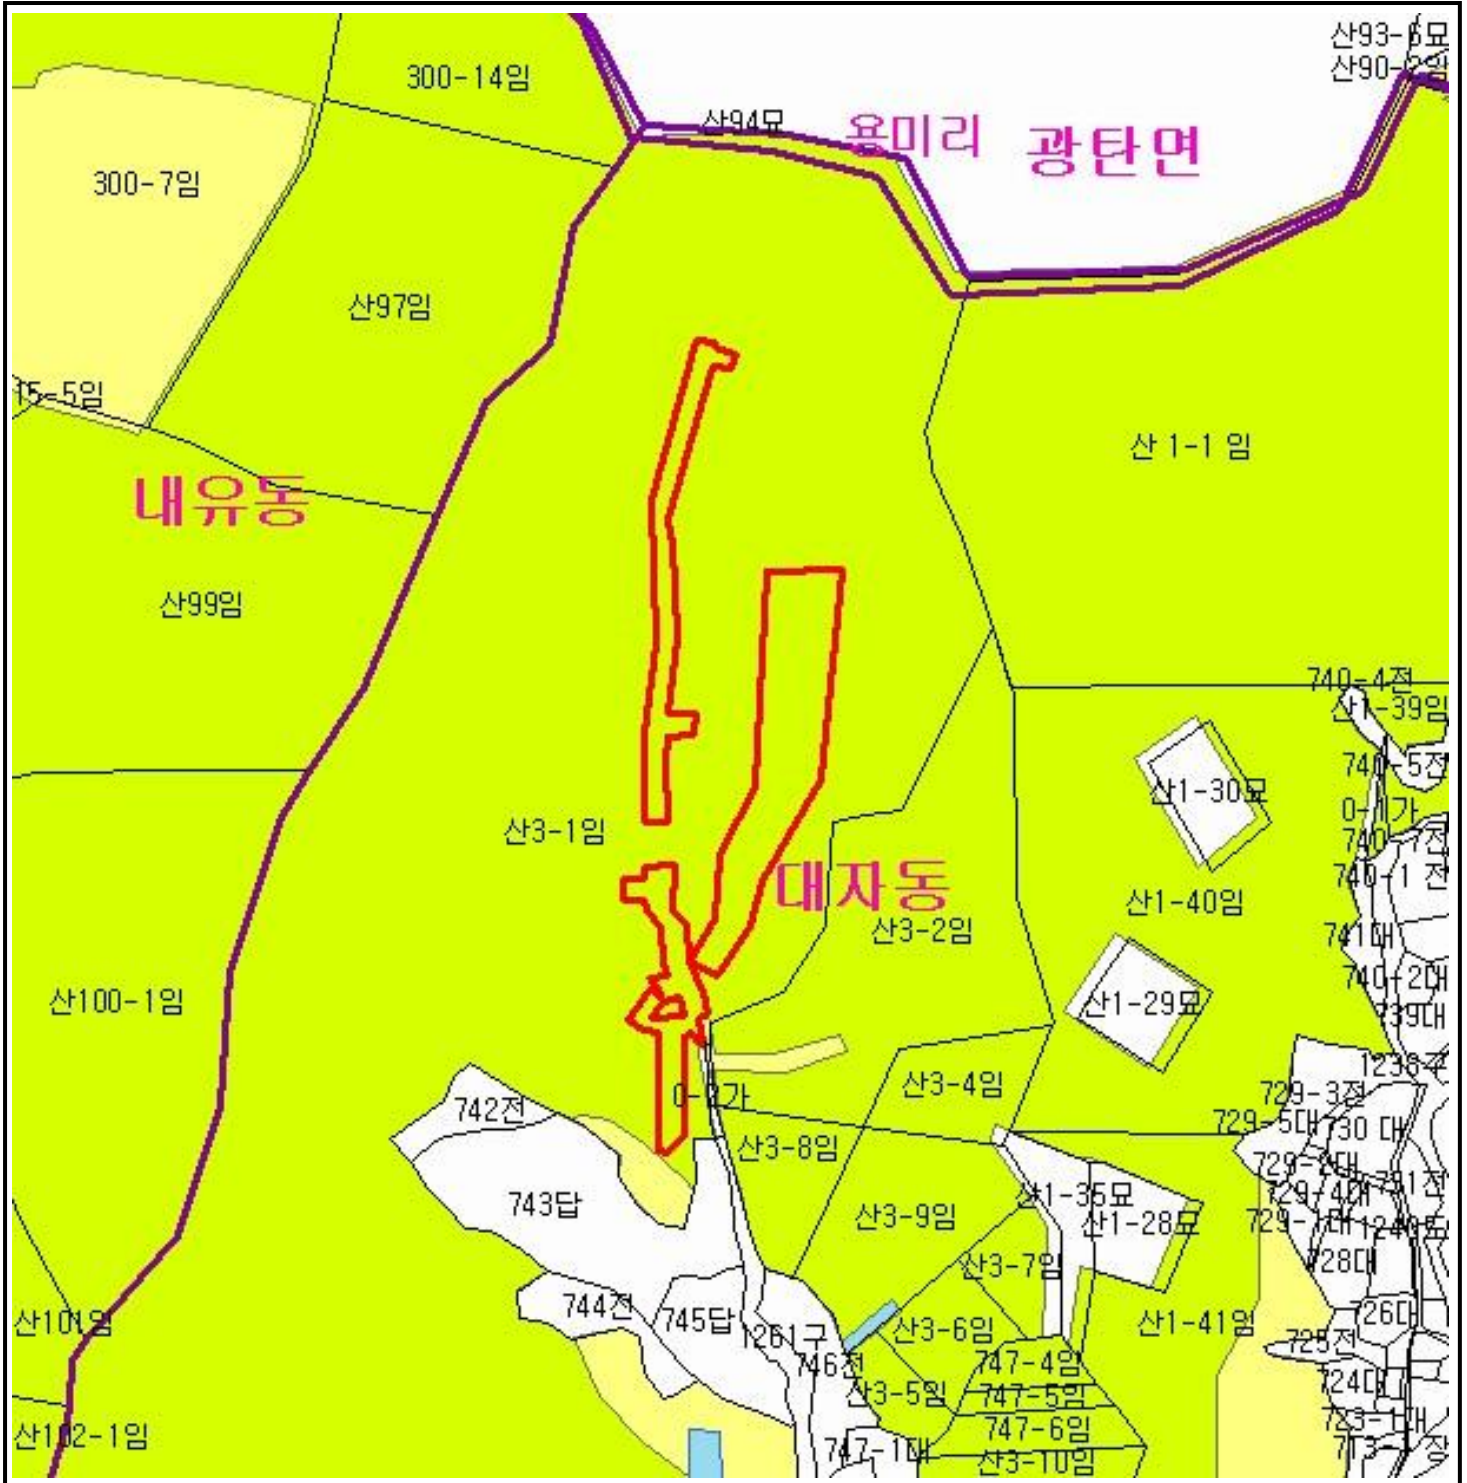 산93-6묘
산90-2임
300-14임
산94묘
용미리 광탄면
300-7임
산97임
15-5임
산 1-1 임
내유동
산99임
740-4전
산1-39임
740-5전
산1-30묘
산3-1임
740-7전
740-1 전
대자동
산1-40임
산3-2임
741대
740-2대
산100-1임
산1-29묘
739대
산3-4임
729-3전
742전
729-5대
730 대
산3-8임
729-2대
731전
산1-35묘
729-4대
743답
산3-9임
산1-28묘
729-1대
728대
산3-7임
744전
745답
산101임
산3-6임
산1-41임
726대
1261구
725전
746전
747-4임
산3-5임
747-5임
724대
723-1대
747-6임
산102-1임
747-1대
산3-10임